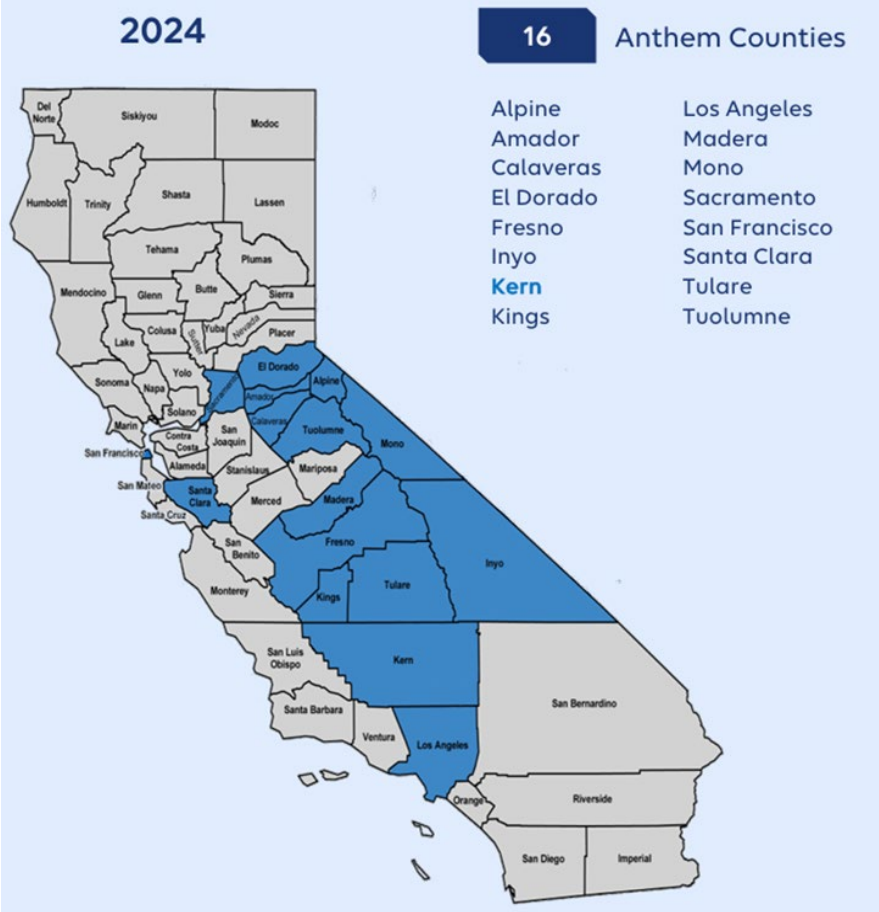 2024
16 Anthem Counties
Alpine
Amador
Calaveras
El Dorado
Fresno
Inyo
Kern
Kings
Los Angeles
Madera
Mono
Sacramento
San Francisco
Santa Clara
Tulare
Tuolumne
Del
Norte
Siskiyou
Modoc
Humboldt
Trinity
Shasta
Lassen
Tehama
Plumas
Mendocino
Glenn
Butte
Sierra
Lake
Colusa
Sutter
Yuba
Nevada
Placer
Sonoma
Napa
Yolo
Sacramento
El Dorado
Alpine
Amador
Solano
Marin
Calaveras
Contra
Costa
San
Joaquin
Tuolumne
Mono
San Francisco
Alameda
Stanislaus
Mariposa
San Mateo
Santa
Clara
Merced
Madera
Santa Cruz
San
Benito
Fresno
Inyo
Monterey
Kings
Tulare
San Luis
Obispo
Kern
Santa Barbara
Ventura
Los Angeles
San Bernardino
Orange
Riverside
San Diego
Imperial